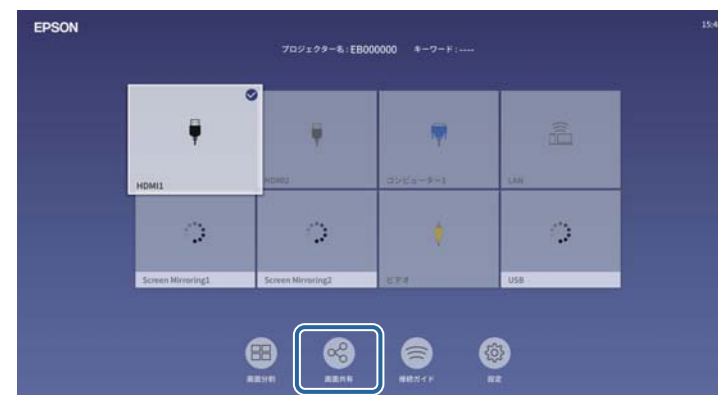 EPSON
15:4
プロジェクター名 : EB000000 キーワード : ----
HDMI1
HDMI2
コンピューター1
LAN
Screen Mirroring1
Screen Mirroring2
ビデオ
USB
画面分割
画面共有
接続ガイド
設定